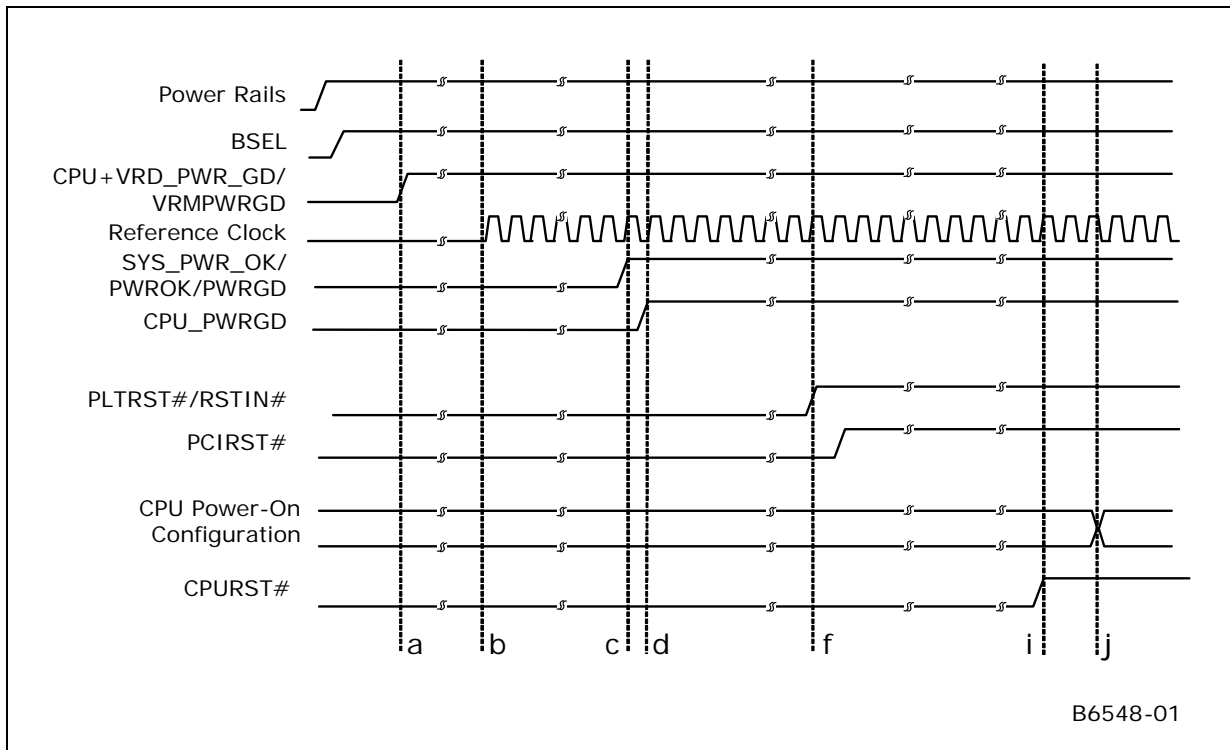 Power Rails
BSEL
CPU+VRD_PWR_GD/
VRMPWRGD
Reference Clock
SYS_PWR_OK/
PWROK/PWRGD
CPU_PWRGD
PLTRST#/RSTIN#
PCIRST#
CPU Power-On
Configuration
CPURST#
a b c d f i j
B6548-01